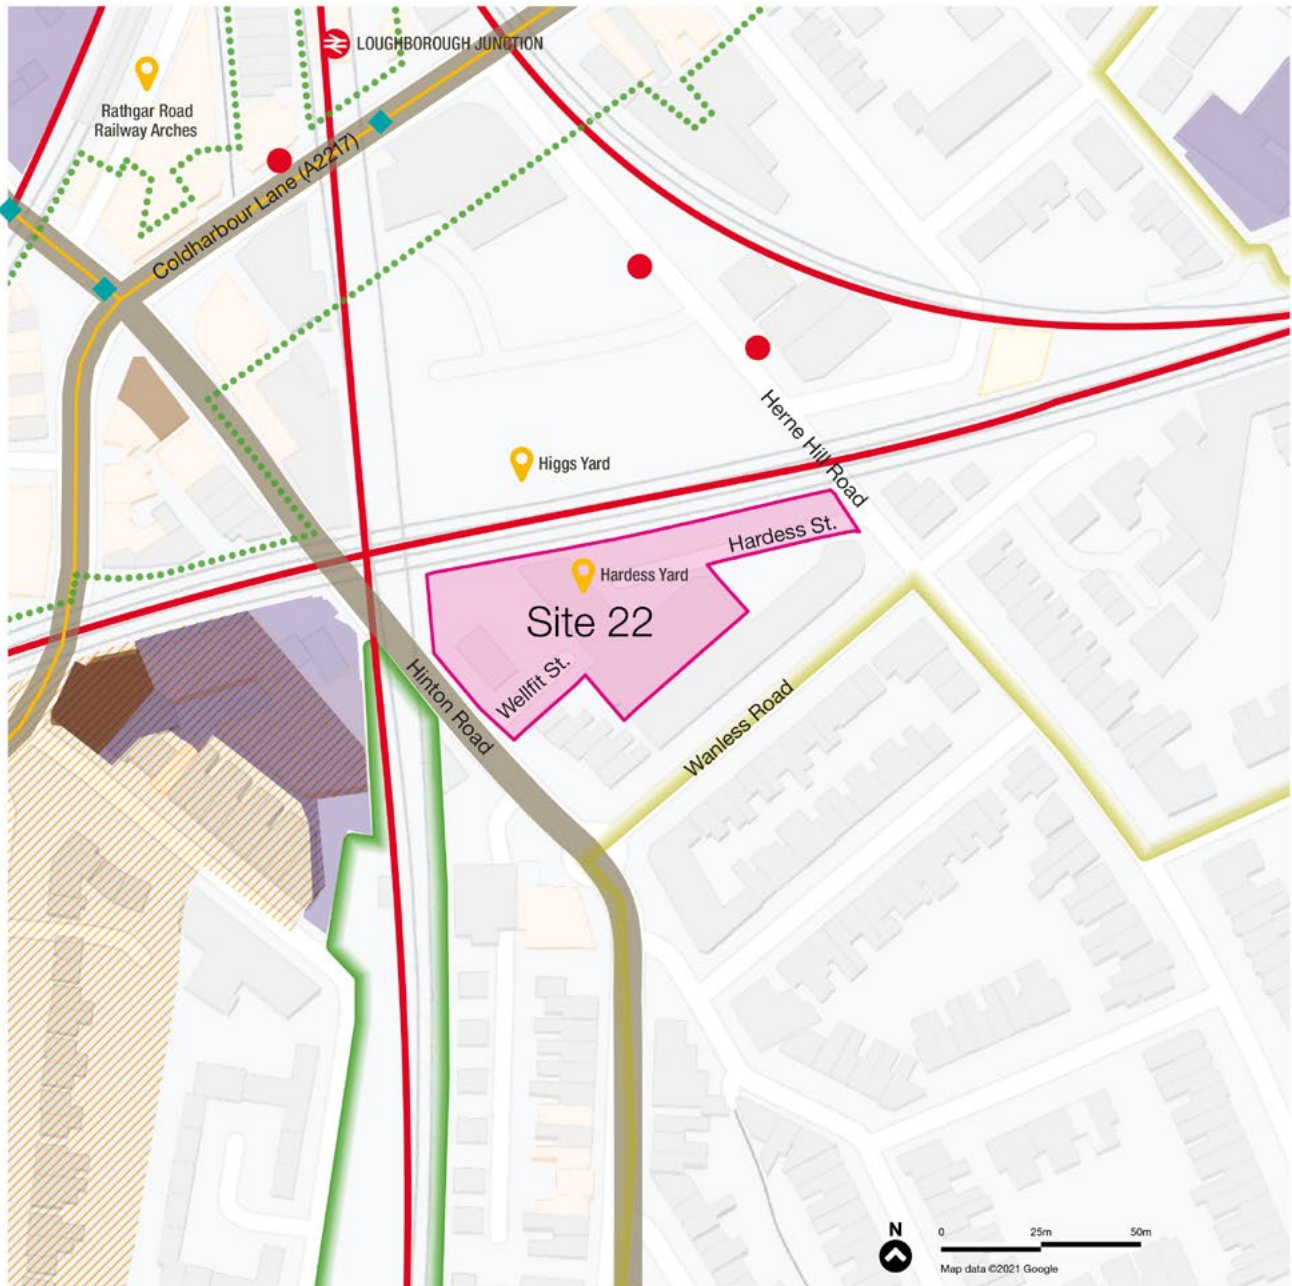 LOUGHBOROUGH JUNCTION
Rathgar Road
Railway Arches
Coldharbour Lane (A2217)
Herne Hill Road
Higgs Yard
Hardess St.
Hardess Yard
Site 22
Wellfit St.
Hinton Road
Wanless Road
N
0 25m 50m
Map data ©2021 Google